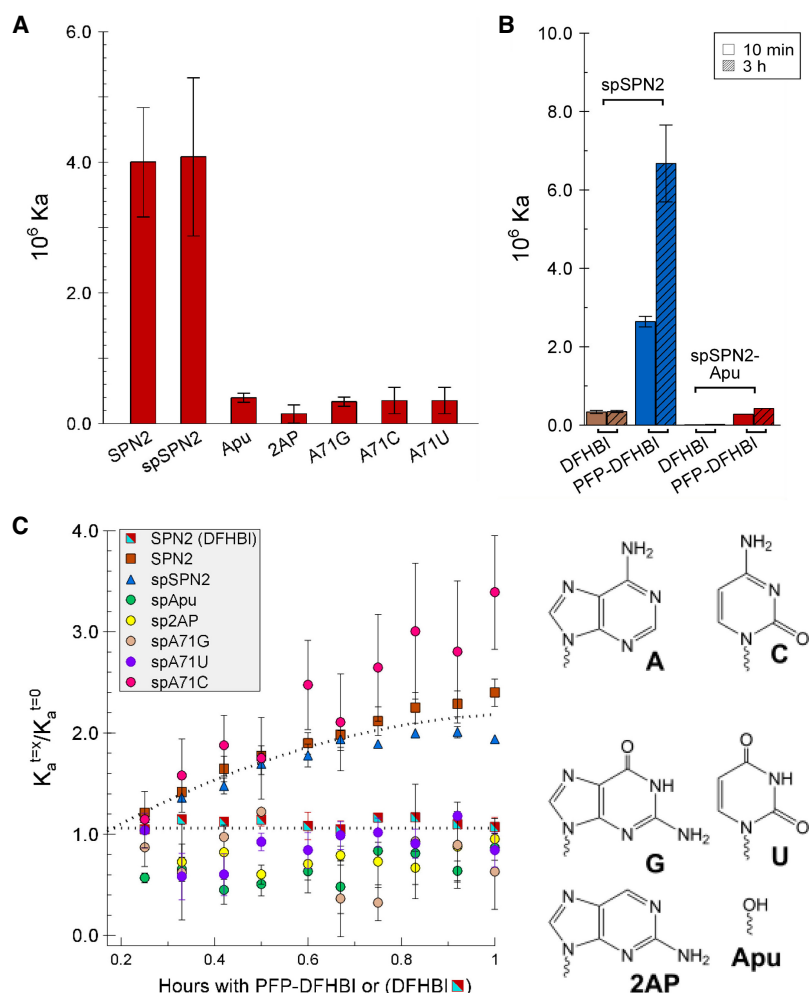 A
6.0
4.0
2.0
0.0
10⁶ Ka
SPN2
spSPN2
Apu
2AP
A71G
A71C
A71U
B
10.0
8.0
6.0
4.0
2.0
0.0
10⁶ Ka
10 min
3 h
spSPN2
spSPN2-
Apu
DFHBI
PFP-DFHBI
DFHBI
PFP-DFHBI
C
4.0
3.0
2.0
1.0
0.0
Kₐᵗ⁼ˣ/Kₐᵗ⁼⁰
SPN2 (DFHBI)
SPN2
spSPN2
spApu
sp2AP
spA71G
spA71U
spA71C
0.2
0.4
0.6
0.8
1
Hours with PFP-DFHBI or (DFHBI)
NH₂
N
N
N
N
A
NH₂
N
N
O
C
O
N
NH
N
N
NH₂
G
O
NH
N
O
U
N
N
N
N
NH₂
2AP
OH
Apu